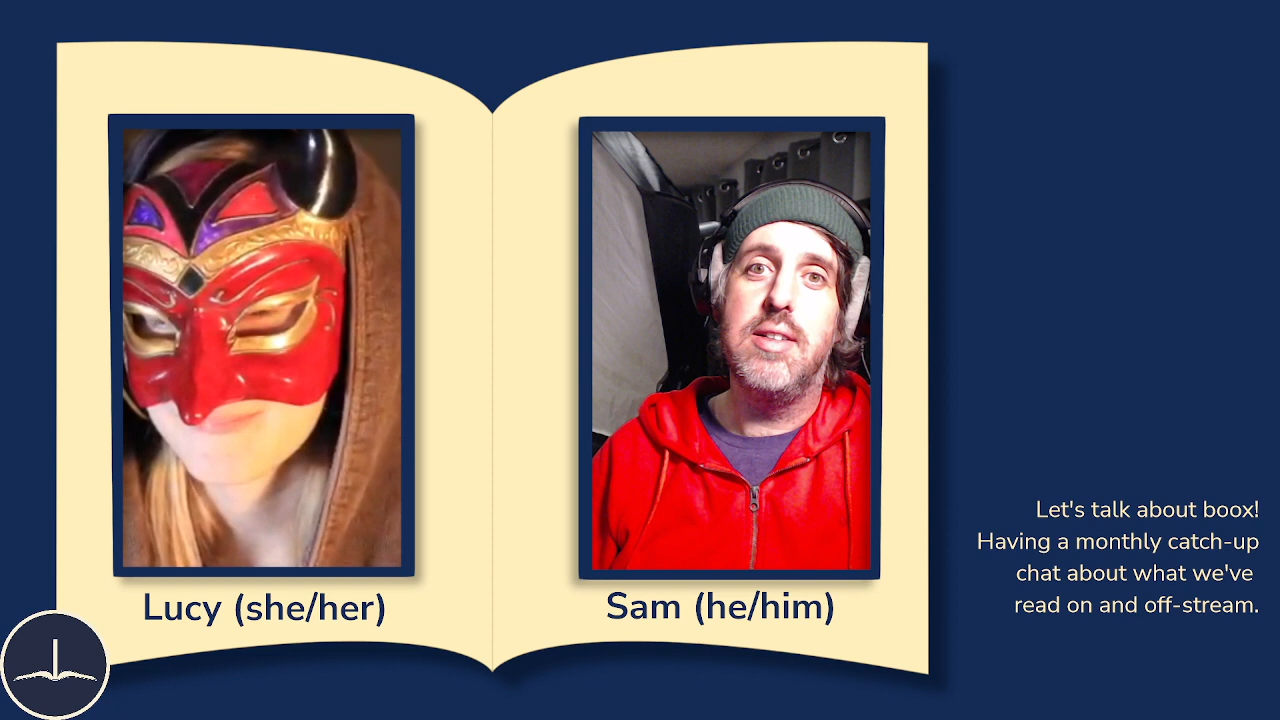 Lucy (she/her)
Sam (he/him)
Let's talk about boox!
Having a monthly catch-up
chat about what we've
read on and off-stream.